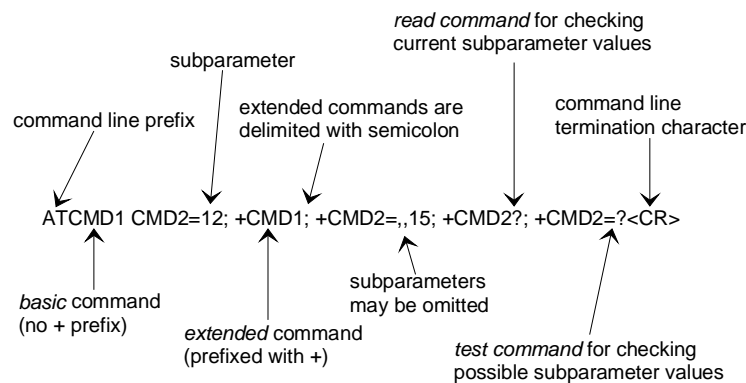 read command for checking
current subparameter values
subparameter
extended commands are
delimited with semicolon
command line
termination character
command line prefix
ATCMD1 CMD2=12; +CMD1; +CMD2=,,15; +CMD2?; +CMD2=?<CR>
basic command
(no + prefix)
extended command
(prefixed with +)
subparameters
may be omitted
test command for checking
possible subparameter values